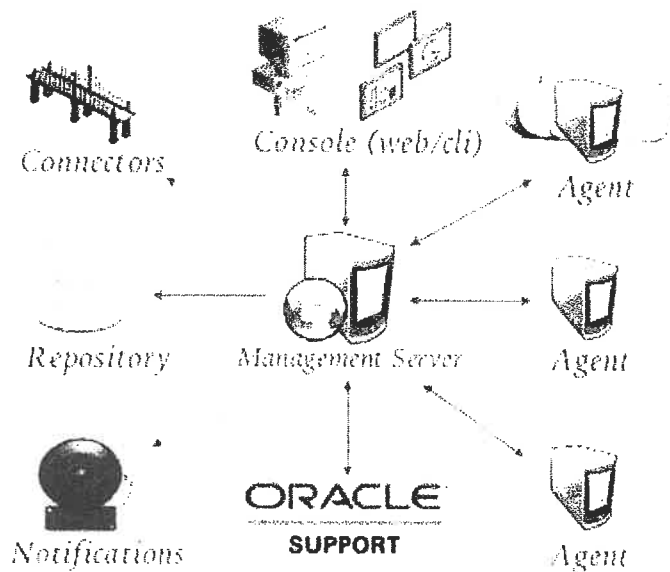 Connectors
Console (web/cli)
Agent
Repository
Management Server
Agent
Notifications
ORACLE
SUPPORT
Agent